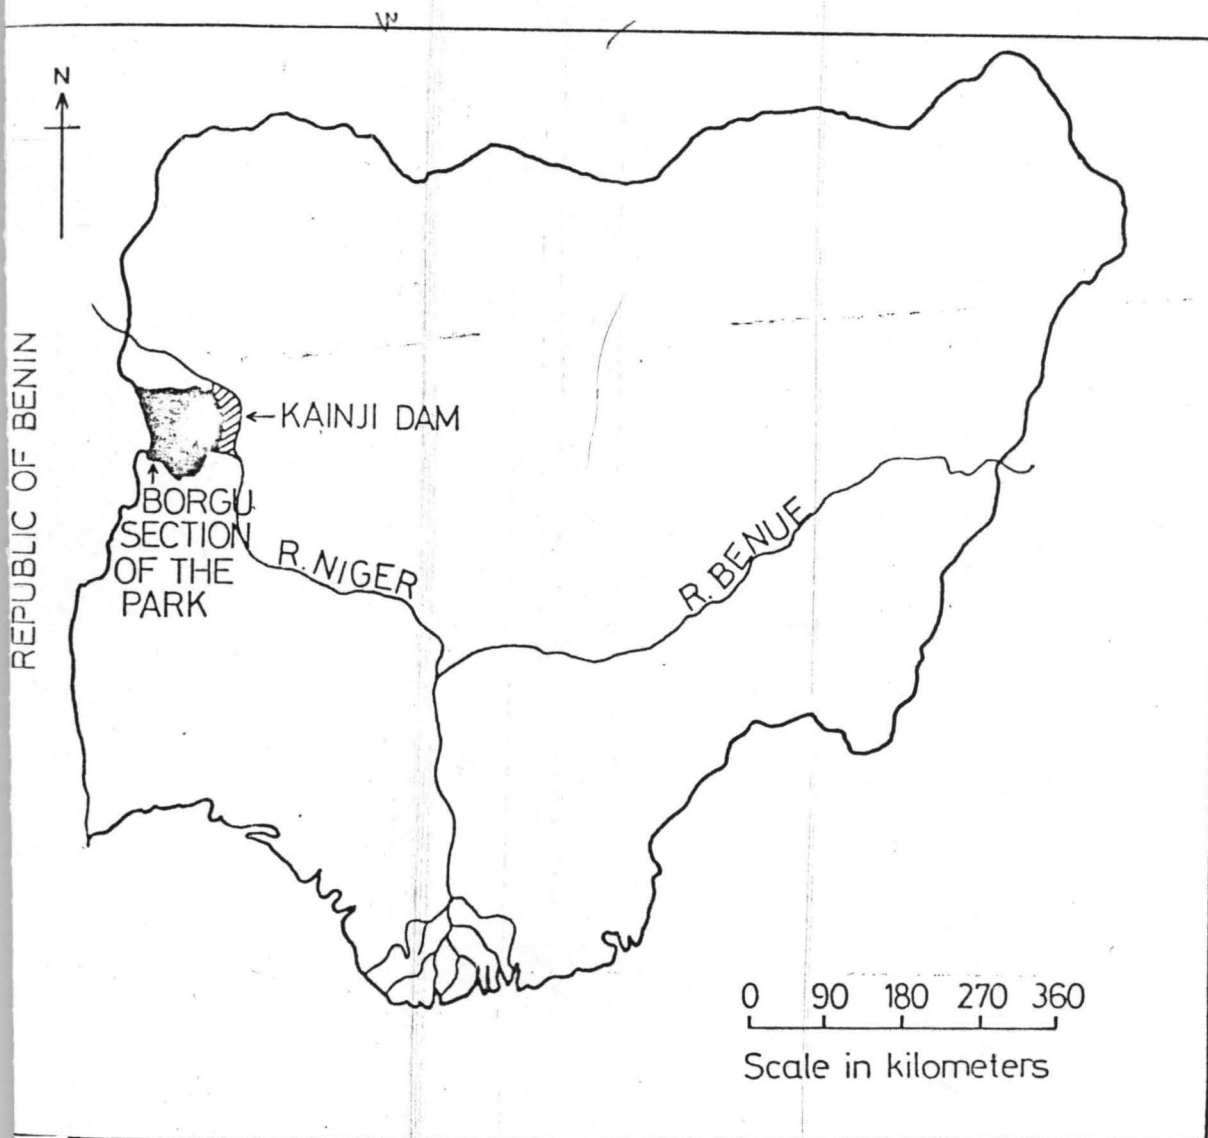 N
REPUBLIC OF BENIN
KAINJI DAM
BORGU
SECTION
OF THE
PARK
R. NIGER
R. BENUE
0 90 180 270 360
Scale in kilometers